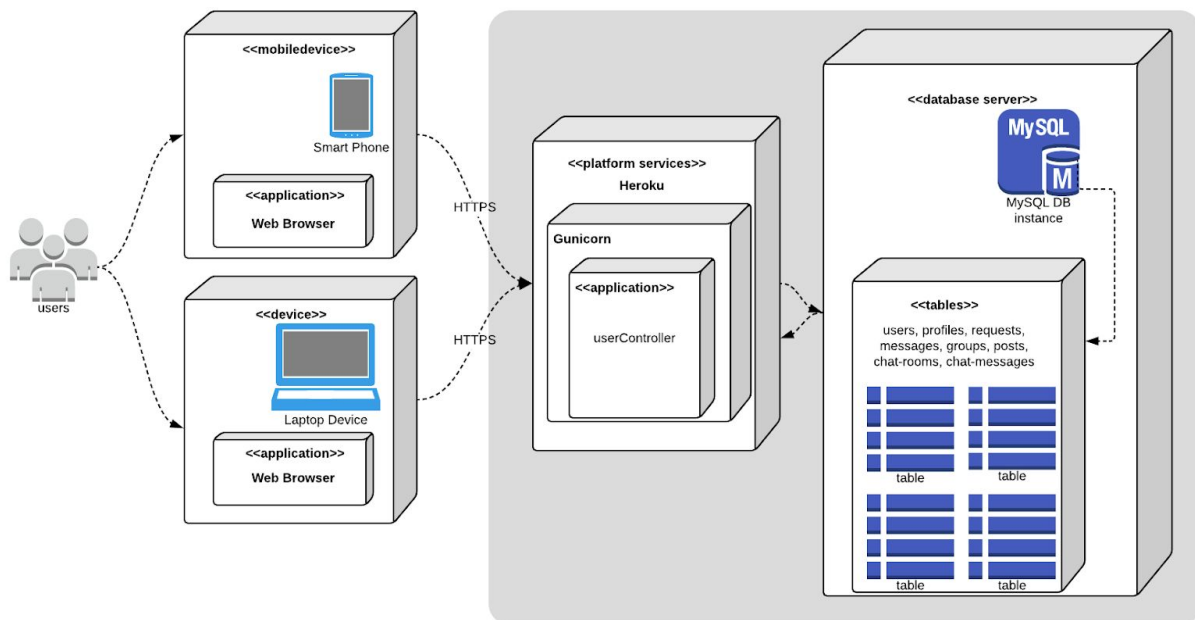 users
<<mobiledevice>>
Smart Phone
<<application>>
Web Browser
<<device>>
Laptop Device
<<application>>
Web Browser
HTTPS
HTTPS
<<platform services>>
Heroku
Gunicorn
<<application>>
userController
<<database server>>
MySQL
M
MySQL DB
instance
<<tables>>
users, profiles, requests,
messages, groups, posts,
chat-rooms, chat-messages
table
table
table
table